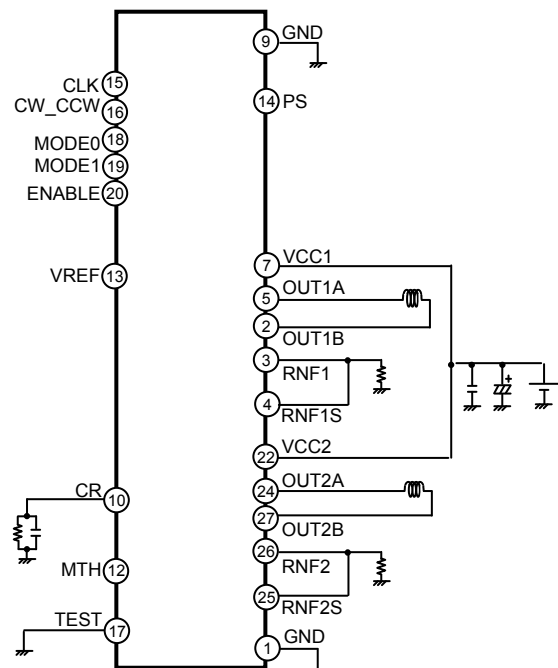 9 GND
15 CLK
14 PS
16 CW_CCW
18 MODE0
19 MODE1
20 ENABLE
7 VCC1
13 VREF
5 OUT1A
2 OUT1B
3 RNF1
4 RNF1S
+
22 VCC2
24 OUT2A
10 CR
27 OUT2B
26 RNF2
12 MTH
25 RNF2S
17 TEST
1 GND